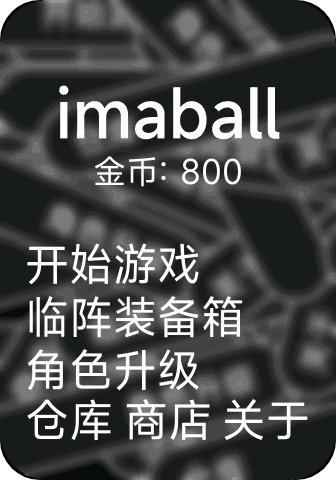 imaball
金币: 800
开始游戏
临阵装备箱
角色升级
仓库 商店 关于